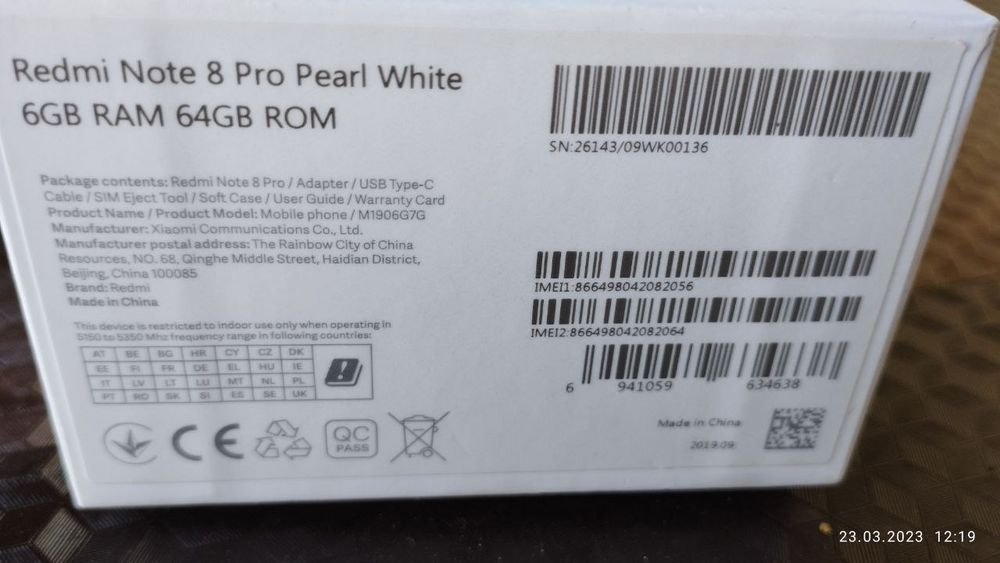 Redmi Note 8 Pro Pearl White
6GB RAM 64GB ROM
SN:26143/09WK00136
Package contents: Redmi Note 8 Pro / Adapter / USB Type-C
Cable / SIM Eject Tool / Soft Case / User Guide / Warranty Card
Product Name / Product Model: Mobile phone / M1906G7G
Manufacturer: Xiaomi Communications Co., Ltd.
Manufacturer postal address: The Rainbow City of China
Resources, NO. 68, Qinghe Middle Street, Haidian District,
Beijing, China 100085
Brand: Redmi
Made in China
IMEI1:866498042082056
IMEI2:866498042082064
6 941059 634638
This device is restricted to indoor use only when operating in
5150 to 5350 Mhz frequency range in following countries:
AT BE BG HR CY CZ DK
EE FI FR DE EL HU IE
IT LV LT LU MT NL PL
PT RO SK SI ES SE UK
CE
QC
PASS
Made in China
2019.09
23.03.2023 12:19